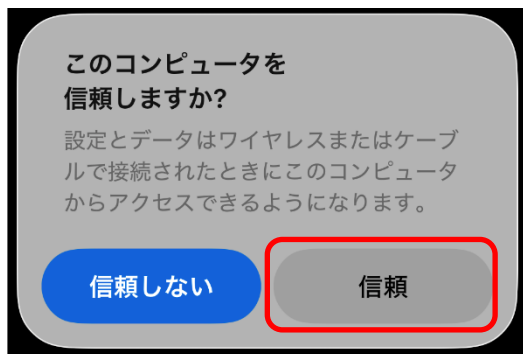 このコンピュータを
信頼しますか?
設定とデータはワイヤレスまたはケーブ
ルで接続されたときにこのコンピュータ
からアクセスできるようになります。
信頼しない
信頼